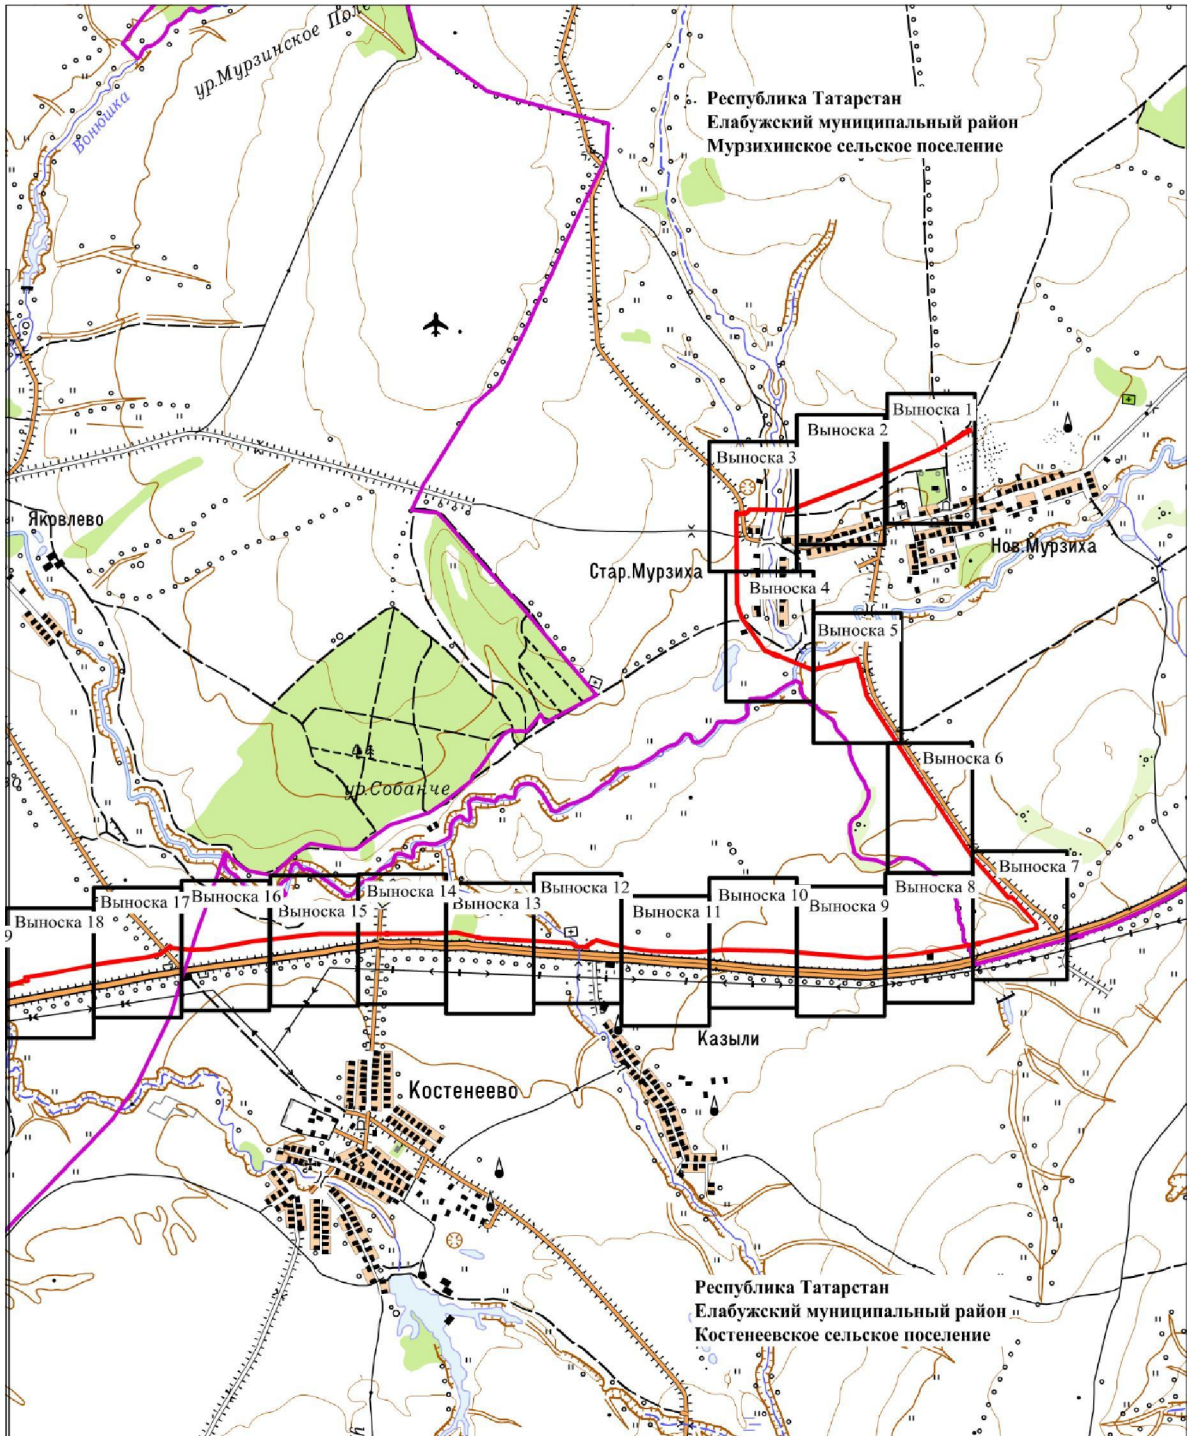 ур.Мурзинское Поле
Вонюшка
Республика Татарстан
Елабужский муниципальный район
Мурзихинское сельское поселение
Выноска 1
Выноска 2
Выноска 3
Яковлево
Нов.Мурзиха
Стар.Мурзиха
Выноска 4
Выноска 5
Выноска 6
ур.Собанче
Выноска 7
Выноска 8
Выноска 9
Выноска 10
Выноска 11
Выноска 12
Выноска 13
Выноска 14
Выноска 15
Выноска 16
Выноска 17
Выноска 18
9
Казыли
Костенеево
Республика Татарстан
Елабужский муниципальный район
Костенеевское сельское поселение